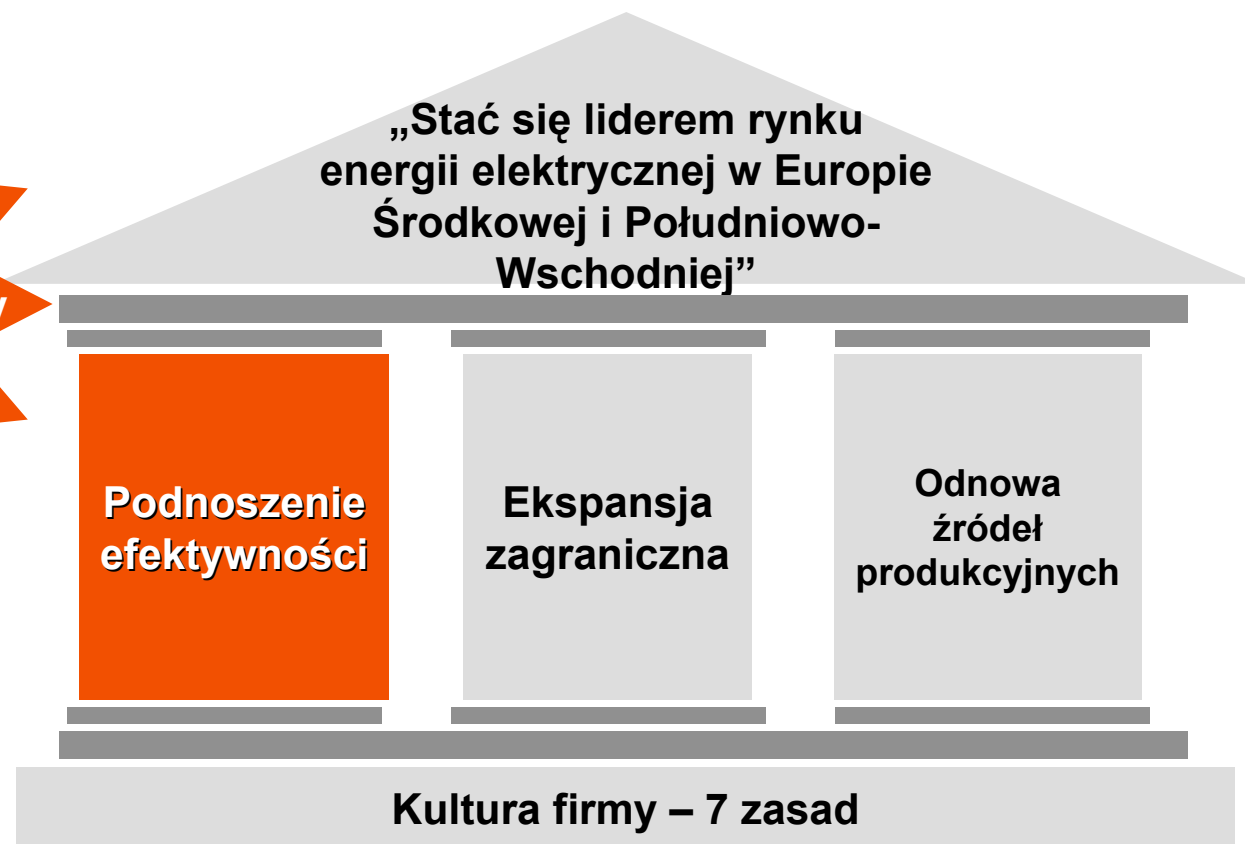 „Stać się liderem rynku
energii elektrycznej w Europie
Środkowej i Południowo-
Wschodniej”
Podnoszenie
efektywności
Ekspansja
zagraniczna
Odnowa
źródeł
produkcyjnych
Kultura firmy – 7 zasad